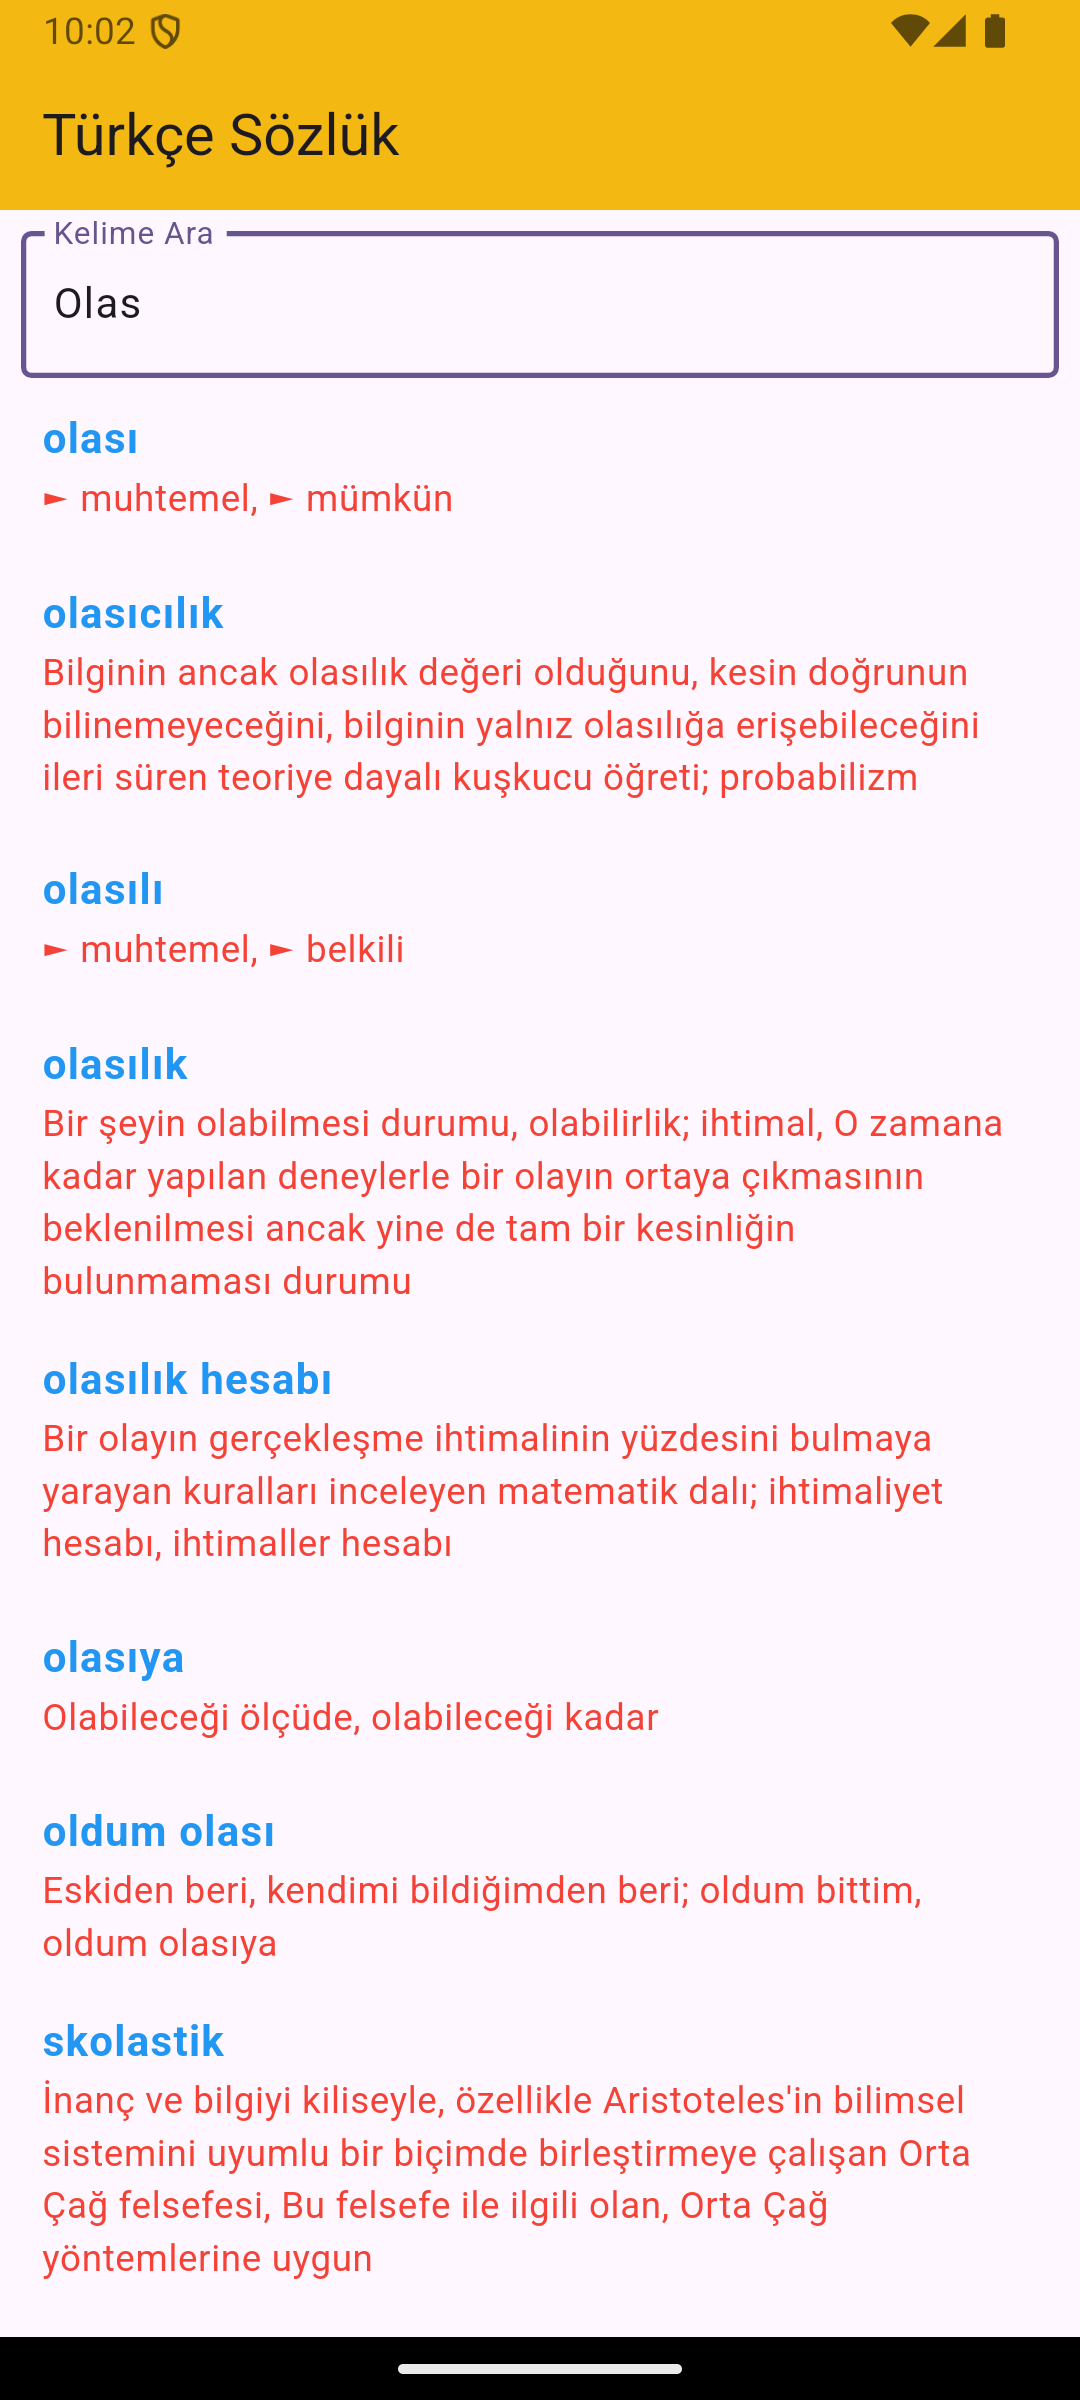 10:02
Türkçe Sözlük
Kelime Ara
Olas
olası
► muhtemel, ► mümkün
olasıcılık
Bilginin ancak olasılık değeri olduğunu, kesin doğrunun
bilinemeyeceğini, bilginin yalnız olasılığa erişebileceğini
ileri süren teoriye dayalı kuşkucu öğreti; probabilizm
olasılı
► muhtemel, ► belkili
olasılık
Bir şeyin olabilmesi durumu, olabilirlik; ihtimal, O zamana
kadar yapılan deneylerle bir olayın ortaya çıkmasının
beklenilmesi ancak yine de tam bir kesinliğin
bulunmaması durumu
olasılık hesabı
Bir olayın gerçekleşme ihtimalinin yüzdesini bulmaya
yarayan kuralları inceleyen matematik dalı; ihtimaliyet
hesabı, ihtimaller hesabı
olasıya
Olabileceği ölçüde, olabileceği kadar
oldum olası
Eskiden beri, kendimi bildiğimden beri; oldum bittim,
oldum olasıya
skolastik
İnanç ve bilgiyi kiliseyle, özellikle Aristoteles'in bilimsel
sistemini uyumlu bir biçimde birleştirmeye çalışan Orta
Çağ felsefesi, Bu felsefe ile ilgili olan, Orta Çağ
yöntemlerine uygun